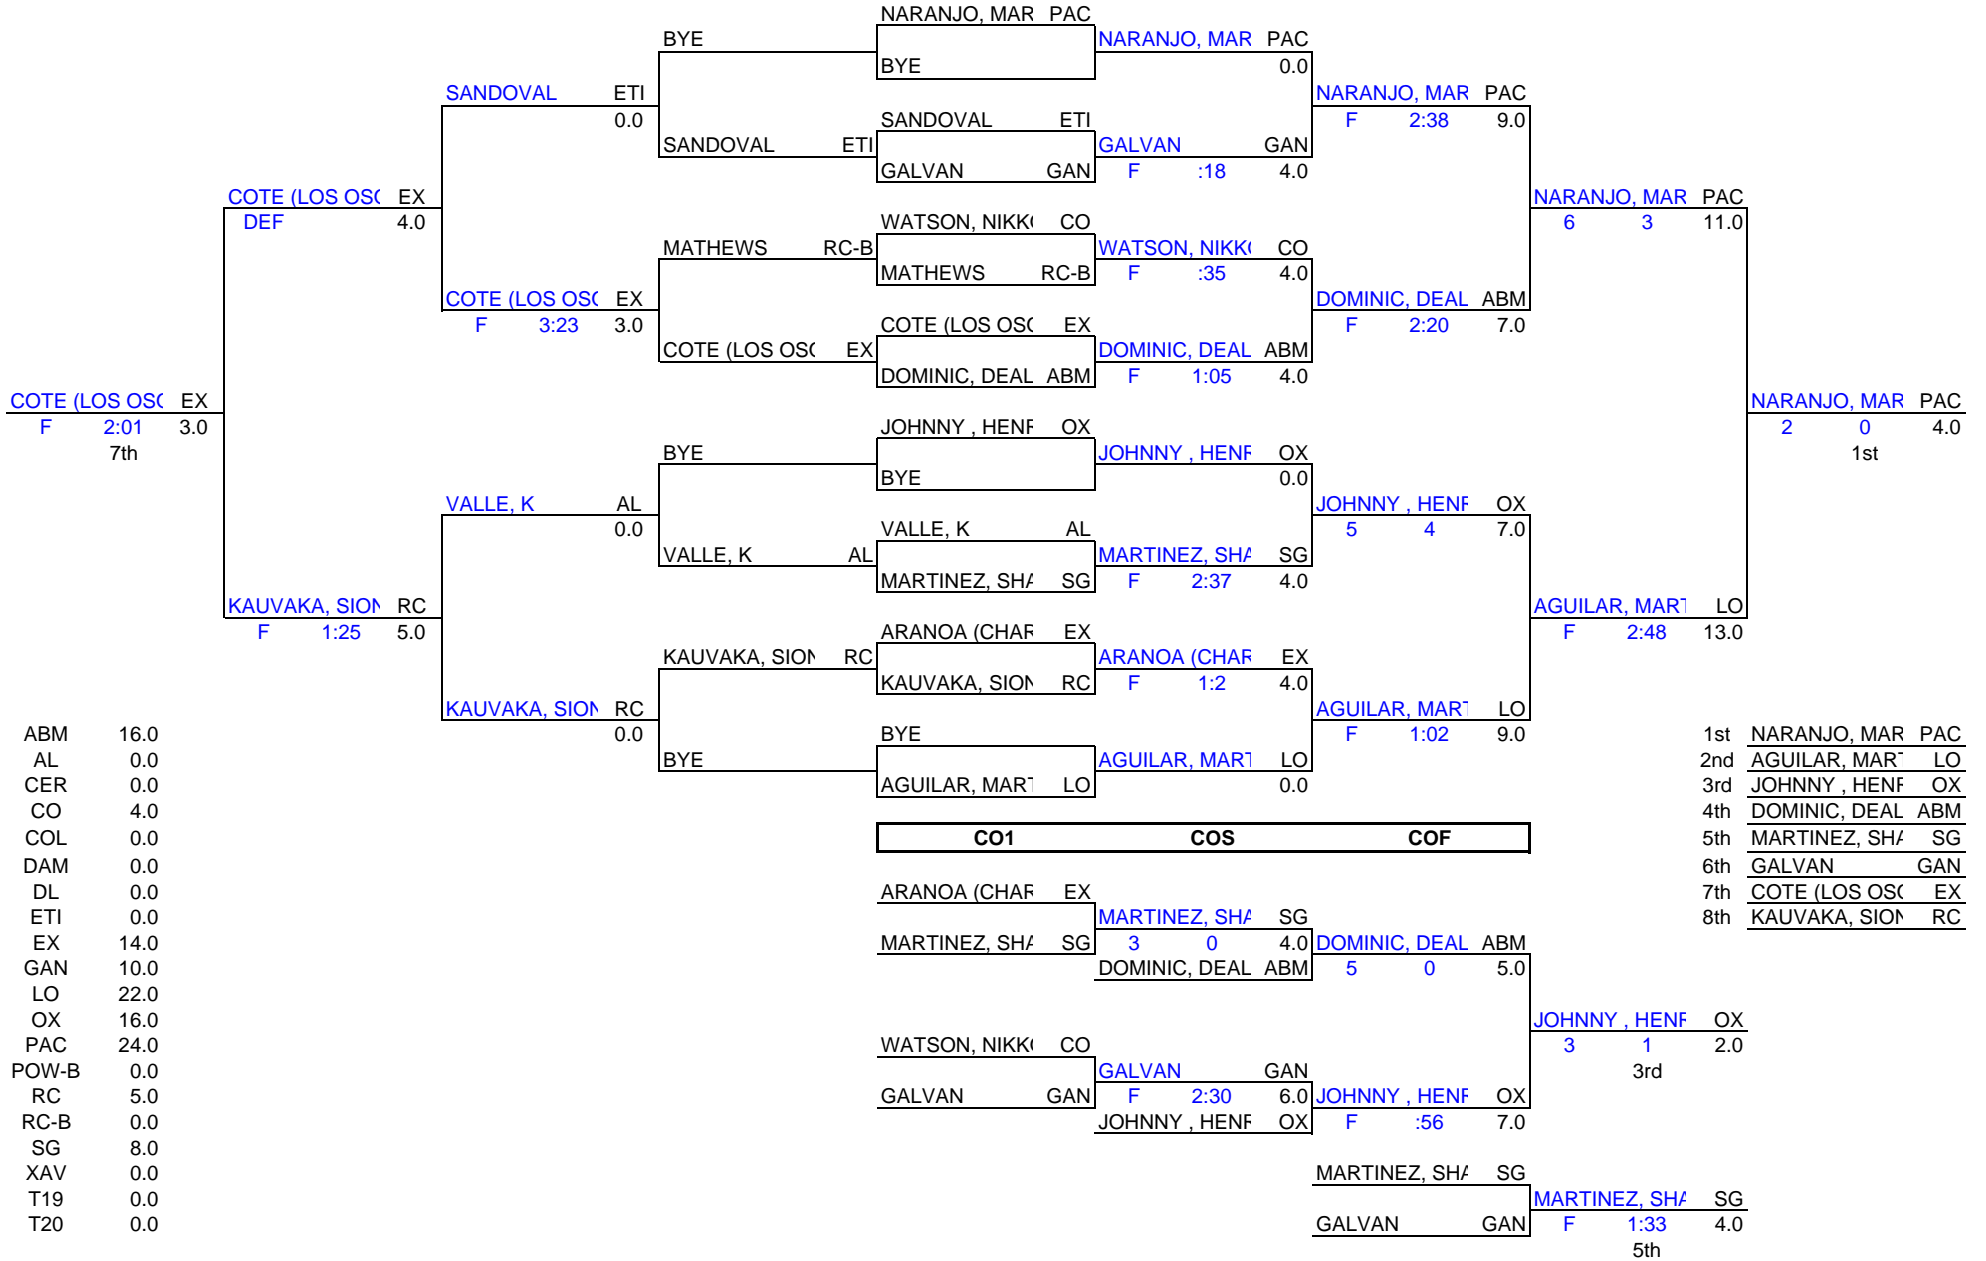 NARANJO, MAR PAC
BYE NARANJO, MAR PAC
BYE 0.0
SANDOVAL ETI NARANJO, MAR PAC
0.0 SANDOVAL ETI F 2:38 9.0
SANDOVAL ETI GALVAN GAN
GALVAN GAN F :18 4.0
COTE (LOS OSO EX NARANJO, MAR PAC
DEF 4.0 WATSON, NIKKO CO 6 3 11.0
MATHEWS RC-B WATSON, NIKKO CO
MATHEWS RC-B F :35 4.0
COTE (LOS OSO EX DOMINIC, DEAL ABM
F 3:23 3.0 COTE (LOS OSO EX F 2:20 7.0
COTE (LOS OSO EX DOMINIC, DEAL ABM
DOMINIC, DEAL ABM F 1:05 4.0
COTE (LOS OSO EX NARANJO, MAR PAC
F 2:01 3.0 JOHNNY , HENR OX 2 0 4.0
7th BYE JOHNNY , HENR OX 1st
BYE 0.0
VALLE, K AL JOHNNY , HENR OX
0.0 VALLE, K AL 5 4 7.0
VALLE, K AL MARTINEZ, SHA SG
MARTINEZ, SHA SG F 2:37 4.0
KAUVAKA, SION RC AGUILAR, MART LO
F 1:25 5.0 ARANOA (CHAR EX F 2:48 13.0
KAUVAKA, SION RC ARANOA (CHAR EX
KAUVAKA, SION RC F 1:2 4.0
KAUVAKA, SION RC AGUILAR, MART LO
ABM 16.0 0.0 BYE F 1:02 9.0 1st NARANJO, MAR PAC
AL 0.0 BYE AGUILAR, MART LO 2nd AGUILAR, MART LO
CER 0.0 AGUILAR, MART LO 0.0 3rd JOHNNY , HENR OX
CO 4.0 4th DOMINIC, DEAL ABM
COL 0.0 CO1 COS COF 5th MARTINEZ, SHA SG
DAM 0.0 6th GALVAN GAN
DL 0.0 ARANOA (CHAR EX 7th COTE (LOS OSO EX
ETI 0.0 MARTINEZ, SHA SG 8th KAUVAKA, SION RC
EX 14.0 MARTINEZ, SHA SG 3 0 4.0 DOMINIC, DEAL ABM
GAN 10.0 DOMINIC, DEAL ABM 5 0 5.0
LO 22.0
OX 16.0 JOHNNY , HENR OX
PAC 24.0 WATSON, NIKKO CO 3 1 2.0
POW-B 0.0 GALVAN GAN 3rd
RC 5.0 GALVAN GAN F 2:30 6.0 JOHNNY , HENR OX
RC-B 0.0 JOHNNY , HENR OX F :56 7.0
SG 8.0
XAV 0.0 MARTINEZ, SHA SG
T19 0.0 MARTINEZ, SHA SG
T20 0.0 GALVAN GAN F 1:33 4.0
5th